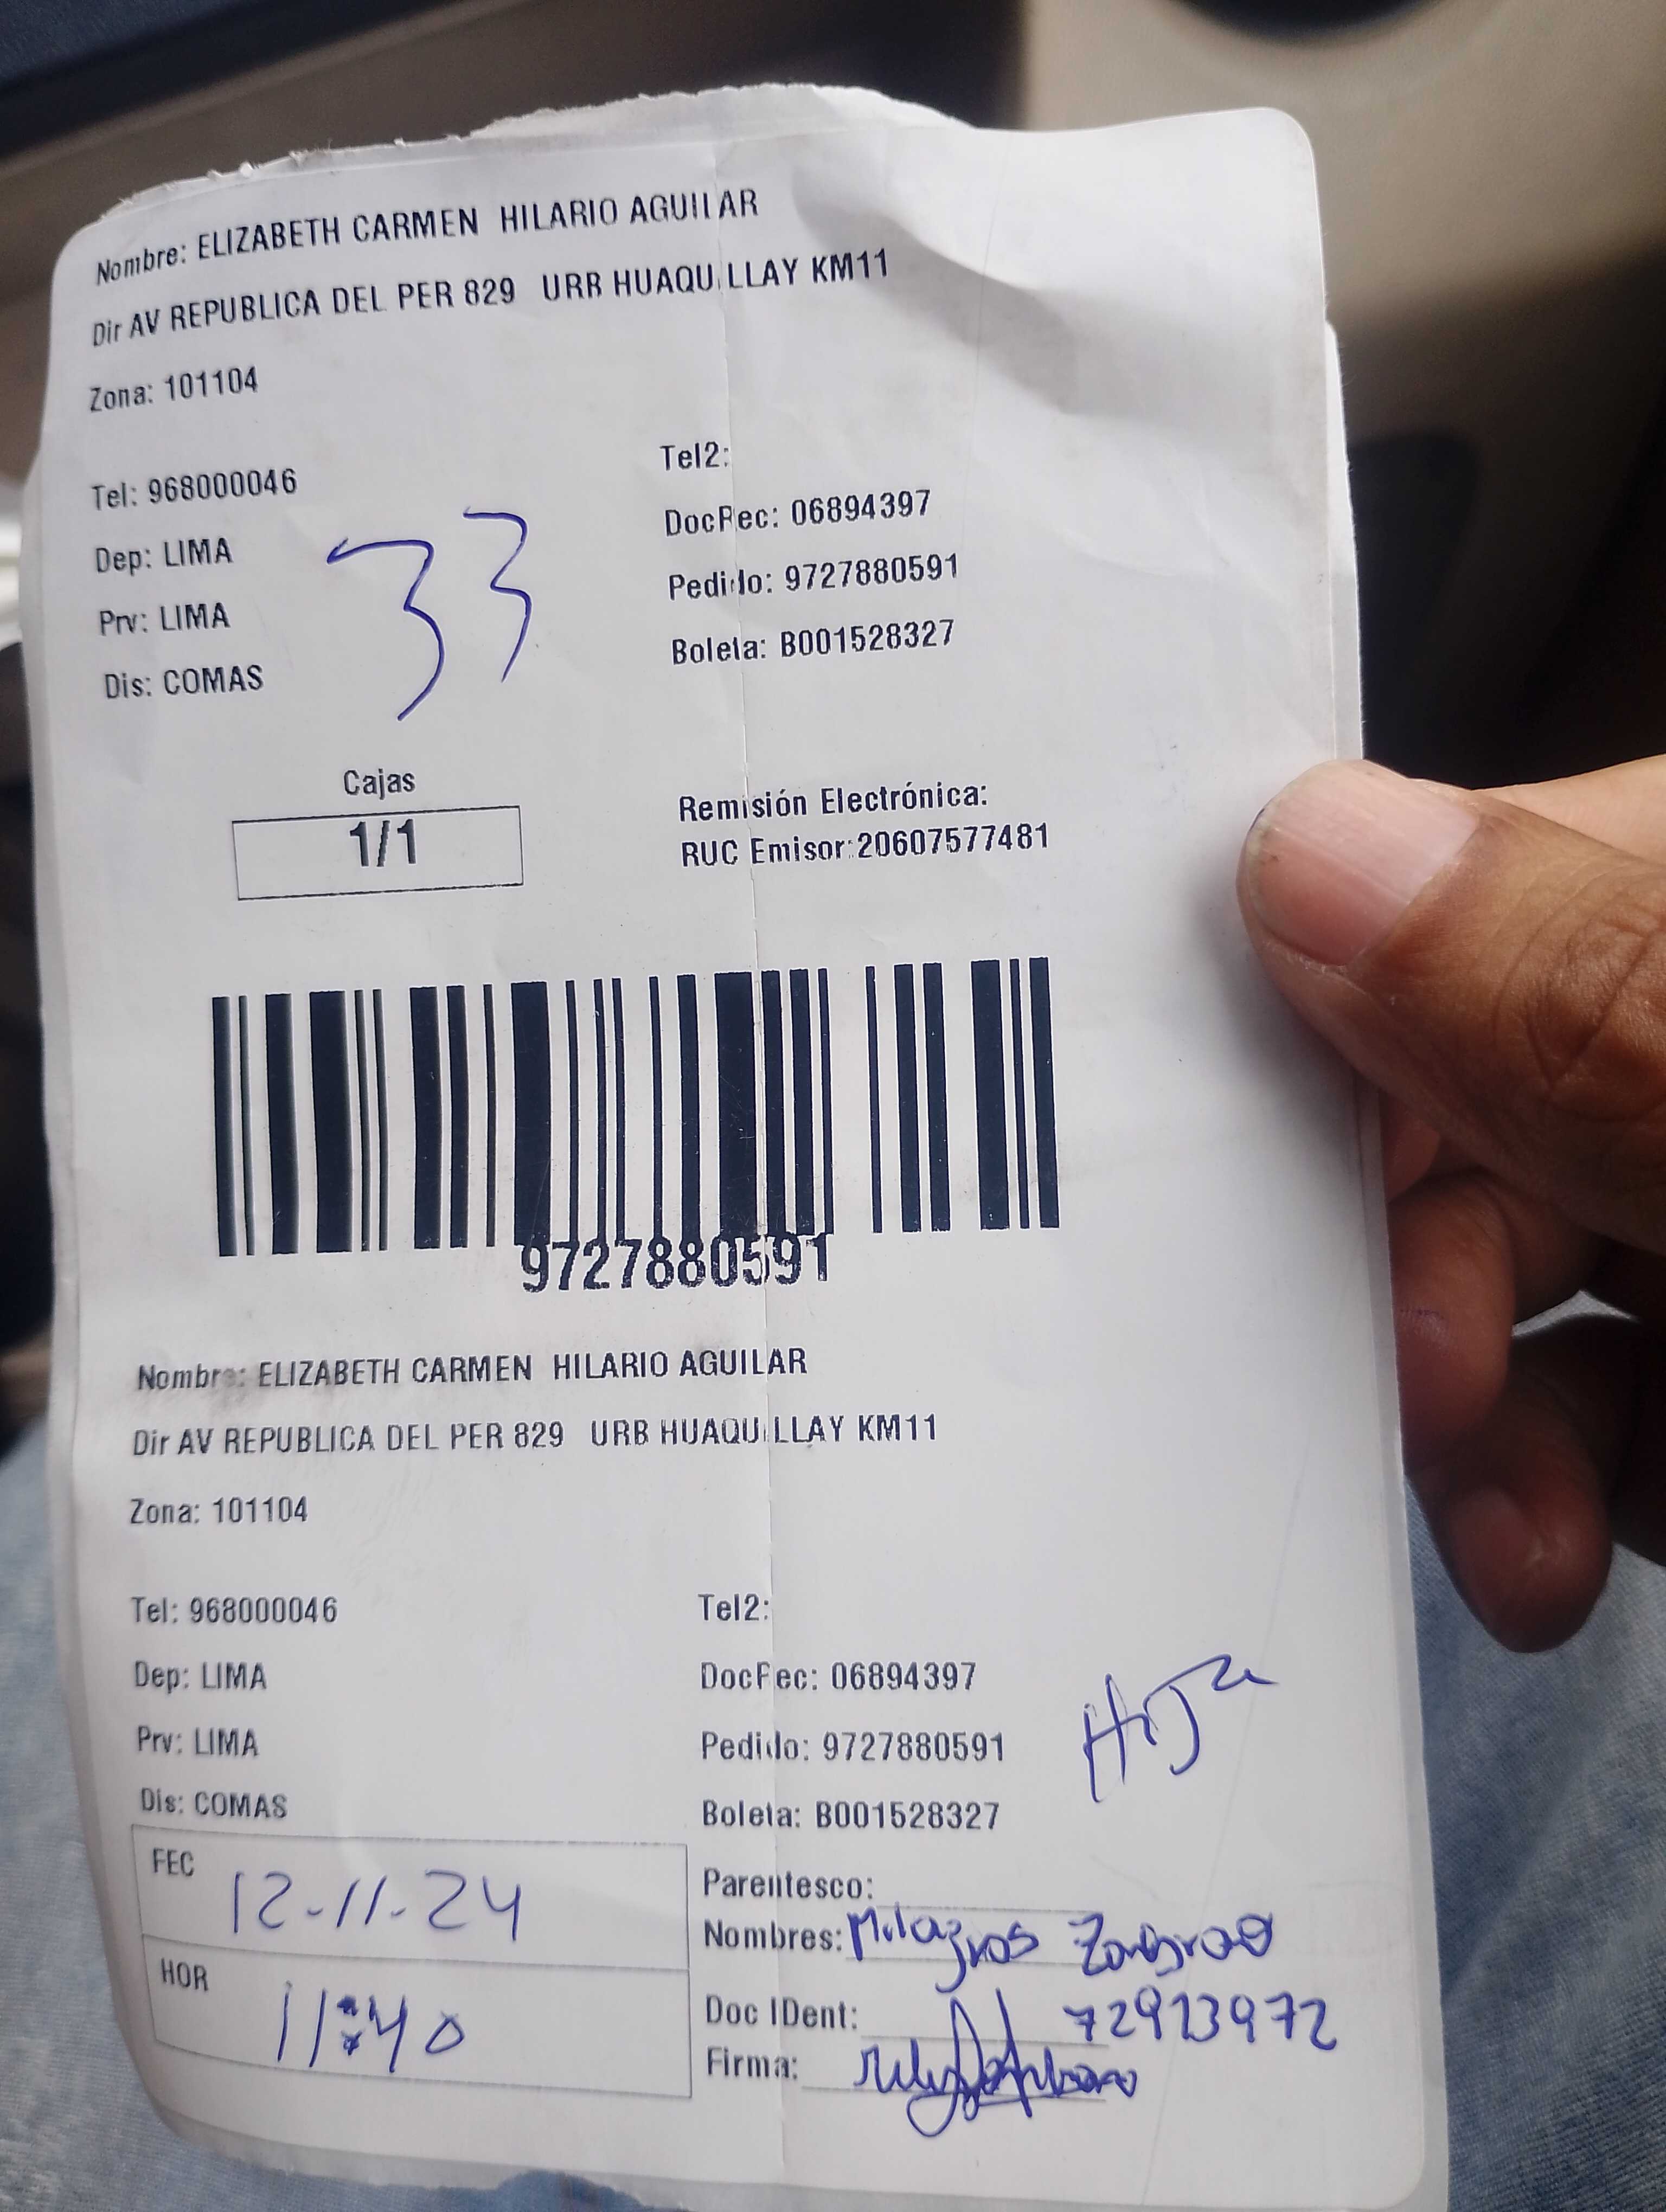 Nombre: ELIZABETH CARMEN HILARIO AGUILAR
Dir AV REPUBLICA DEL PER 829 URB HUAQUILLAY KM11
Zona: 101104
Tel: 968000046
Tel2:
Dep: LIMA
DocRec: 06894397
Prv: LIMA
Pedido: 9727880591
Dis: COMAS
Boleta: B001528327
33
Cajas
1/1
Remisión Electrónica:
RUC Emisor:20607577481
9727880591
Nombre: ELIZABETH CARMEN HILARIO AGUILAR
Dir AV REPUBLICA DEL PER 829 URB HUAQUILLAY KM11
Zona: 101104
Tel: 968000046
Tel2:
Dep: LIMA
DocRec: 06894397
Prv: LIMA
Pedido: 9727880591
Hija
Dis: COMAS
Boleta: B001528327
FEC 12-11-24
Parentesco:
Nombres: Milagros
HOR 11:40
Doc IDent: 72913972
Firma: